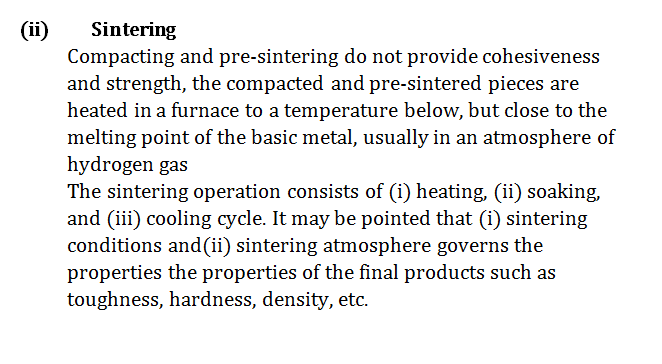 (ii) Sintering
Compacting and pre-sintering do not provide cohesiveness
and strength, the compacted and pre-sintered pieces are
heated in a furnace to a temperature below, but close to the
melting point of the basic metal, usually in an atmosphere of
hydrogen gas
The sintering operation consists of (i) heating, (ii) soaking,
and (iii) cooling cycle. It may be pointed that (i) sintering
conditions and(ii) sintering atmosphere governs the
properties the properties of the final products such as
toughness, hardness, density, etc.